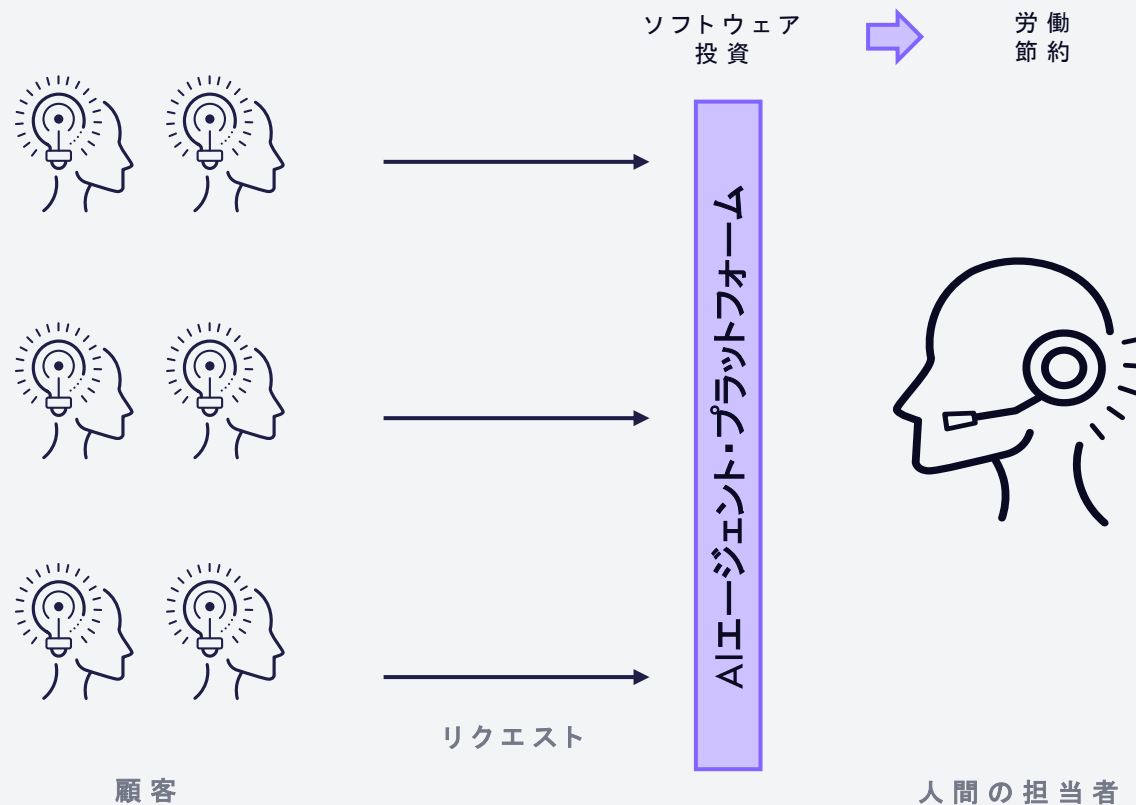 ソフトウェア
投資
労働
節約
AIエージェント・プラットフォーム
リクエスト
顧客
人間の担当者